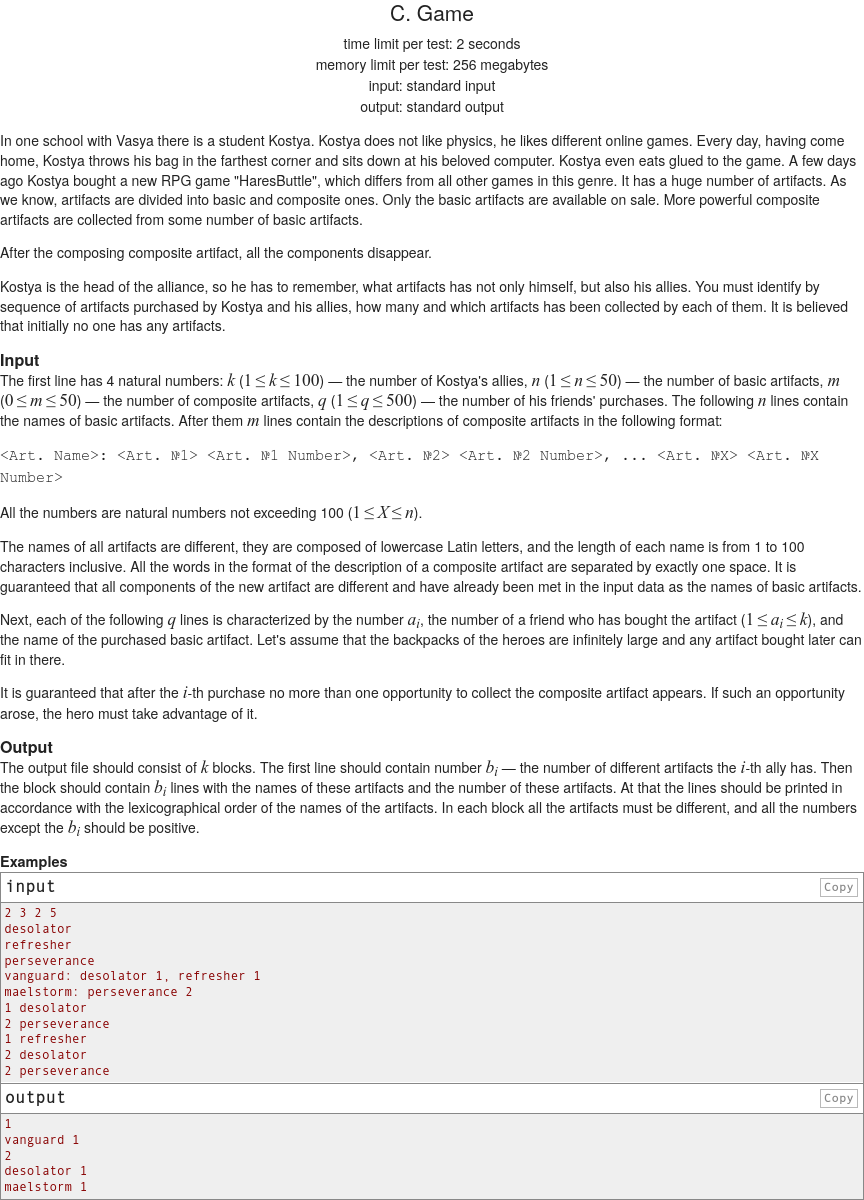 C. Game
time limit per test: 2 seconds
memory limit per test: 256 megabytes
input: standard input
output: standard output
In one school with Vasya there is a student Kostya. Kostya does not like physics, he likes different online games. Every day, having come
home, Kostya throws his bag in the farthest corner and sits down at his beloved computer. Kostya even eats glued to the game. A few days
ago Kostya bought a new RPG game "HaresButtle", which differs from all other games in this genre. It has a huge number of artifacts. As
we know, artifacts are divided into basic and composite ones. Only the basic artifacts are available on sale. More powerful composite
artifacts are collected from some number of basic artifacts.
After the composing composite artifact, all the components disappear.
Kostya is the head of the alliance, so he has to remember, what artifacts has not only himself, but also his allies. You must identify by
sequence of artifacts purchased by Kostya and his allies, how many and which artifacts has been collected by each of them. It is believed
that initially no one has any artifacts.
Input
The first line has 4 natural numbers: k (1 ≤ k ≤ 100) — the number of Kostya's allies, n (1 ≤ n ≤ 50) — the number of basic artifacts, m
(0 ≤ m ≤ 50) — the number of composite artifacts, q (1 ≤ q ≤ 500) — the number of his friends' purchases. The following n lines contain
the names of basic artifacts. After them m lines contain the descriptions of composite artifacts in the following format:
<Art. Name>: <Art. №1> <Art. №1 Number>, <Art. №2> <Art. №2 Number>, ... <Art. №X> <Art. №X
Number>
All the numbers are natural numbers not exceeding 100 (1 ≤ X ≤ n).
The names of all artifacts are different, they are composed of lowercase Latin letters, and the length of each name is from 1 to 100
characters inclusive. All the words in the format of the description of a composite artifact are separated by exactly one space. It is
guaranteed that all components of the new artifact are different and have already been met in the input data as the names of basic artifacts.
Next, each of the following q lines is characterized by the number ai, the number of a friend who has bought the artifact (1 ≤ ai ≤ k), and
the name of the purchased basic artifact. Let's assume that the backpacks of the heroes are infinitely large and any artifact bought later can
fit in there.
It is guaranteed that after the i-th purchase no more than one opportunity to collect the composite artifact appears. If such an opportunity
arose, the hero must take advantage of it.
Output
The output file should consist of k blocks. The first line should contain number bi — the number of different artifacts the i-th ally has. Then
the block should contain bi lines with the names of these artifacts and the number of these artifacts. At that the lines should be printed in
accordance with the lexicographical order of the names of the artifacts. In each block all the artifacts must be different, and all the numbers
except the bi should be positive.
Examples
input Copy
2 3 2 5
desolator
refresher
perseverance
vanguard: desolator 1, refresher 1
maelstorm: perseverance 2
1 desolator
2 perseverance
1 refresher
2 desolator
2 perseverance
output Copy
1
vanguard 1
2
desolator 1
maelstorm 1